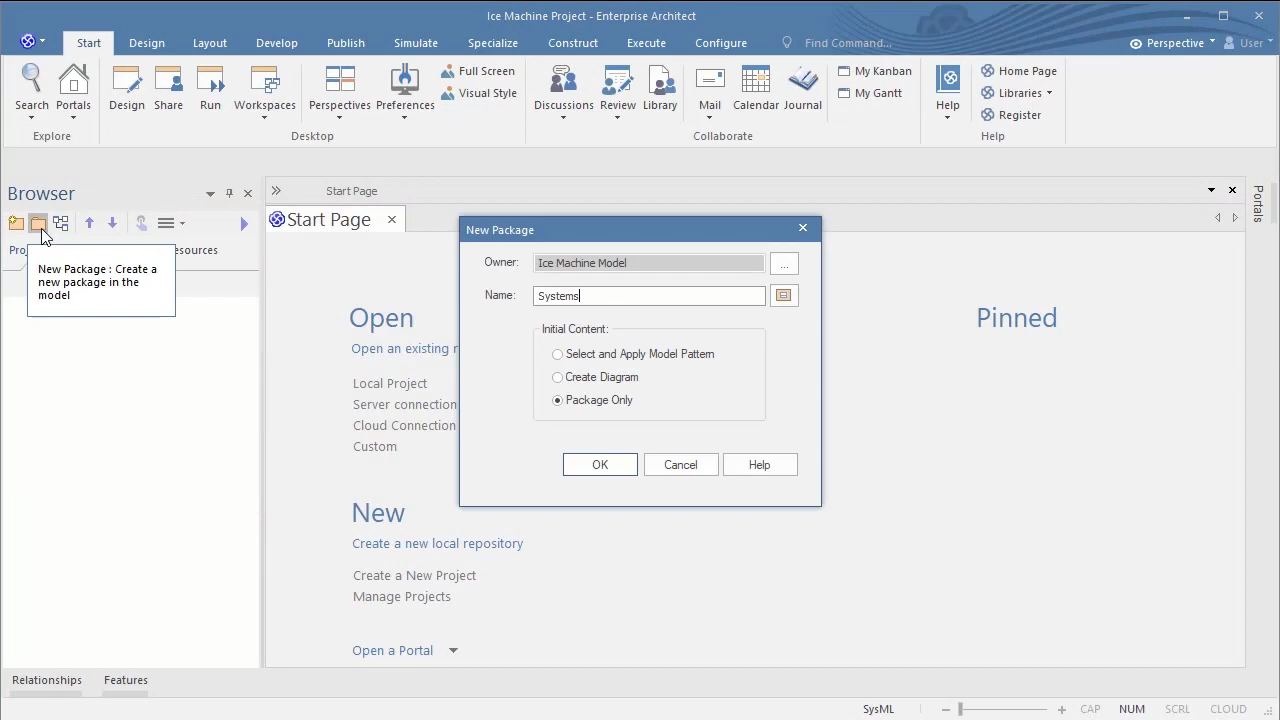 Ice Machine Project - Enterprise Architect
Start Design Layout Develop Publish Simulate Specialize Construct Execute Configure Find Command... Perspective User
Search Portals Design Share Run Workspaces Perspectives Preferences Full Screen Visual Style Discussions Review Library Mail Calendar Journal My Kanban My Gantt Help Home Page Libraries Register
Explore Desktop Collaborate Help
Browser
Start Page
Start Page
New Package : Create a
new package in the
model
New Package
Owner: Ice Machine Model ...
Name: Systems
Initial Content:
Select and Apply Model Pattern
Create Diagram
Package Only
OK Cancel Help
Open
Open an existing r
Local Project
Server connection
Cloud Connection
Custom
New
Create a new local repository
Create a New Project
Manage Projects
Open a Portal
Pinned
Portals
Relationships Features
SysML CAP NUM SCRL CLOUD